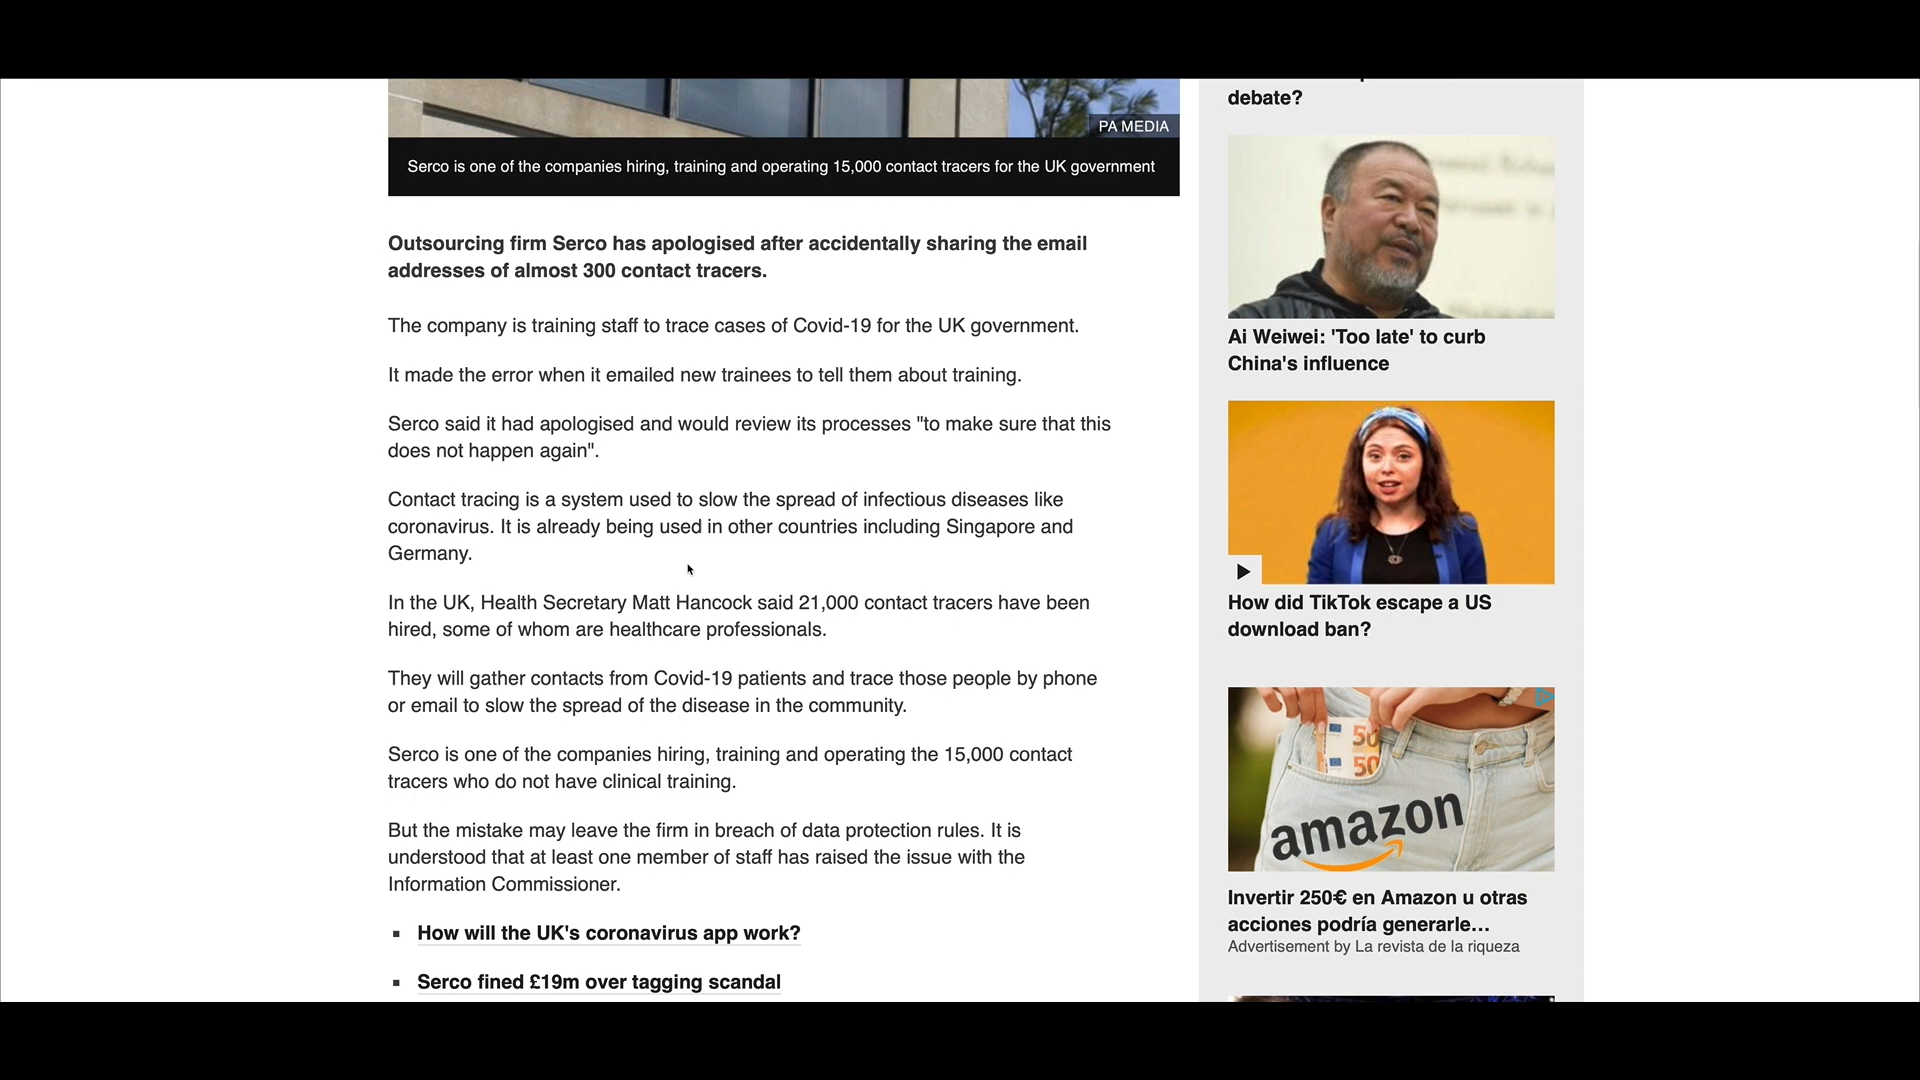 PA MEDIA
Serco is one of the companies hiring, training and operating 15,000 contact tracers for the UK government
Outsourcing firm Serco has apologised after accidentally sharing the email
addresses of almost 300 contact tracers.
The company is training staff to trace cases of Covid-19 for the UK government.
It made the error when it emailed new trainees to tell them about training.
Serco said it had apologised and would review its processes "to make sure that this
does not happen again".
Contact tracing is a system used to slow the spread of infectious diseases like
coronavirus. It is already being used in other countries including Singapore and
Germany.
In the UK, Health Secretary Matt Hancock said 21,000 contact tracers have been
hired, some of whom are healthcare professionals.
They will gather contacts from Covid-19 patients and trace those people by phone
or email to slow the spread of the disease in the community.
Serco is one of the companies hiring, training and operating the 15,000 contact
tracers who do not have clinical training.
But the mistake may leave the firm in breach of data protection rules. It is
understood that at least one member of staff has raised the issue with the
Information Commissioner.
How will the UK's coronavirus app work?
Serco fined £19m over tagging scandal
debate?
Ai Weiwei: 'Too late' to curb
China's influence
How did TikTok escape a US
download ban?
50
50
amazon
Invertir 250€ en Amazon u otras
acciones podría generarle...
Advertisement by La revista de la riqueza